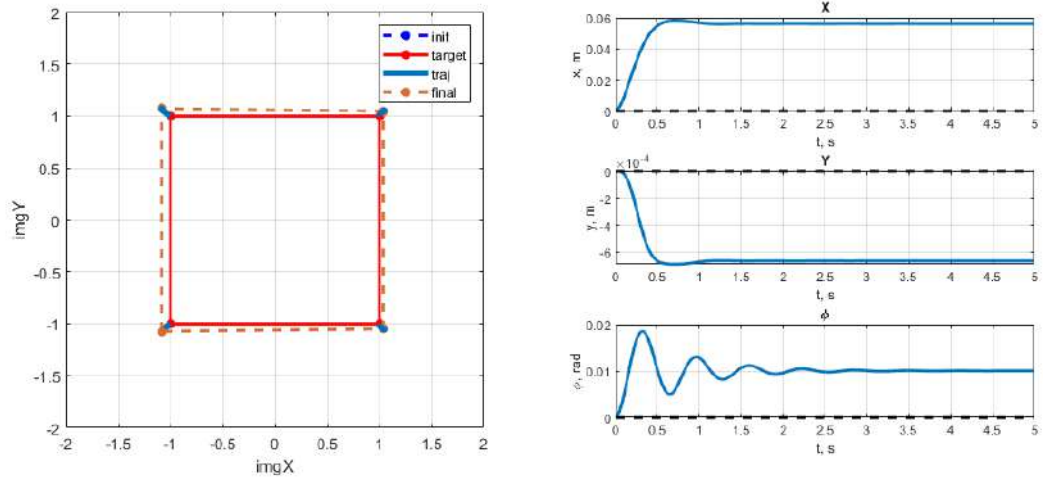 2
1.5
1
0.5
0
-0.5
-1
-1.5
-2
imgY
-2 -1.5 -1 -0.5 0 0.5 1 1.5 2
imgX
init
target
traj
final
X
0.06
0.04
0.02
0
x, m
0 0.5 1 1.5 2 2.5 3 3.5 4 4.5 5
t, s
×10-4
Y
0
-2
-4
-6
y, m
0 0.5 1 1.5 2 2.5 3 3.5 4 4.5 5
t, s
ϕ
0.02
0.01
0
ϕ, rad
0 0.5 1 1.5 2 2.5 3 3.5 4 4.5 5
t, s